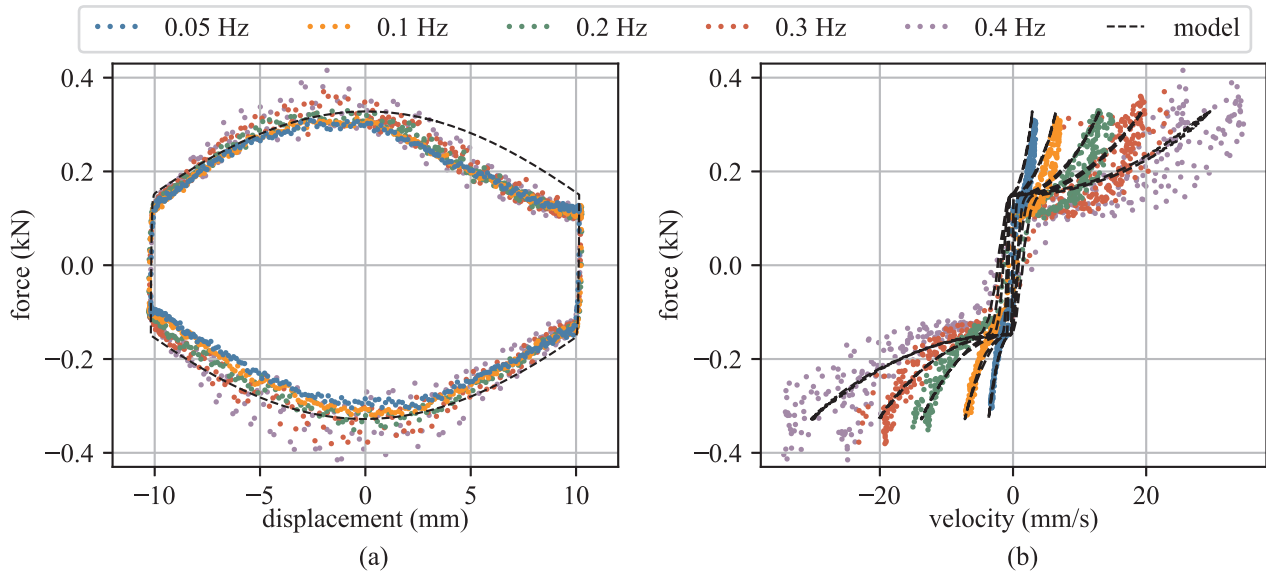 0.05 Hz 0.1 Hz 0.2 Hz 0.3 Hz 0.4 Hz model
0.4
0.2
0.0
−0.2
−0.4
force (kN)
−10 −5 0 5 10
displacement (mm)
(a)
0.4
0.2
0.0
−0.2
−0.4
force (kN)
−20 0 20
velocity (mm/s)
(b)